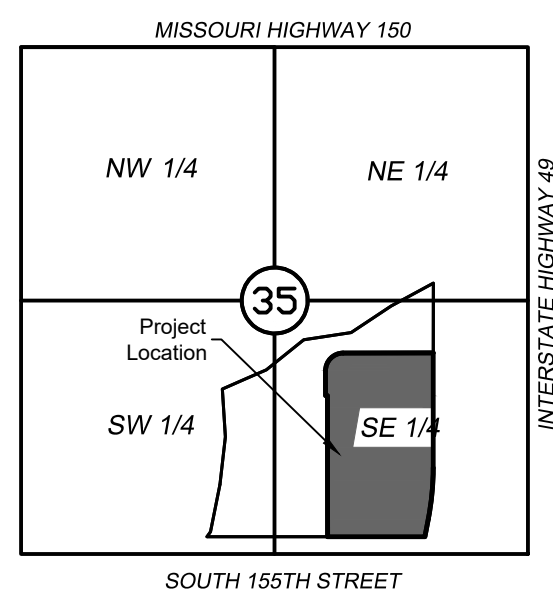 MISSOURI HIGHWAY 150
NW 1/4
NE 1/4
INTERSTATE HIGHWAY 49
35
Project
Location
SW 1/4
SE 1/4
SOUTH 155TH STREET